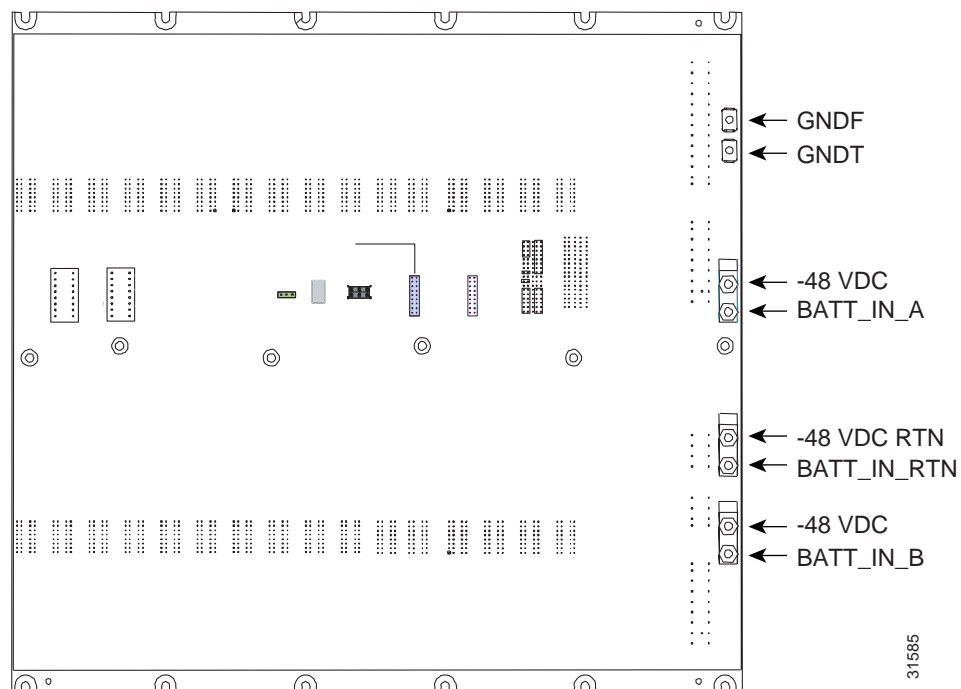 GNDF
GNDT
-48 VDC
BATT_IN_A
-48 VDC RTN
BATT_IN_RTN
-48 VDC
BATT_IN_B
31585